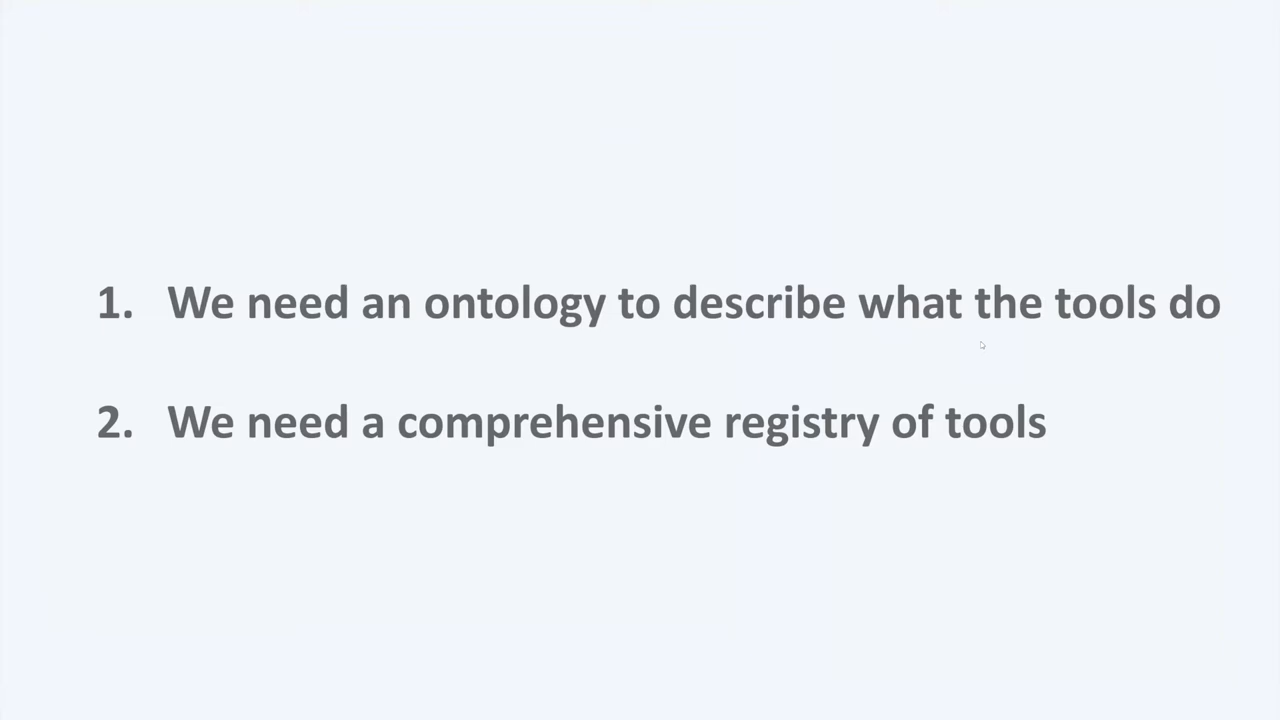 1. We need an ontology to describe what the tools do
2. We need a comprehensive registry of tools